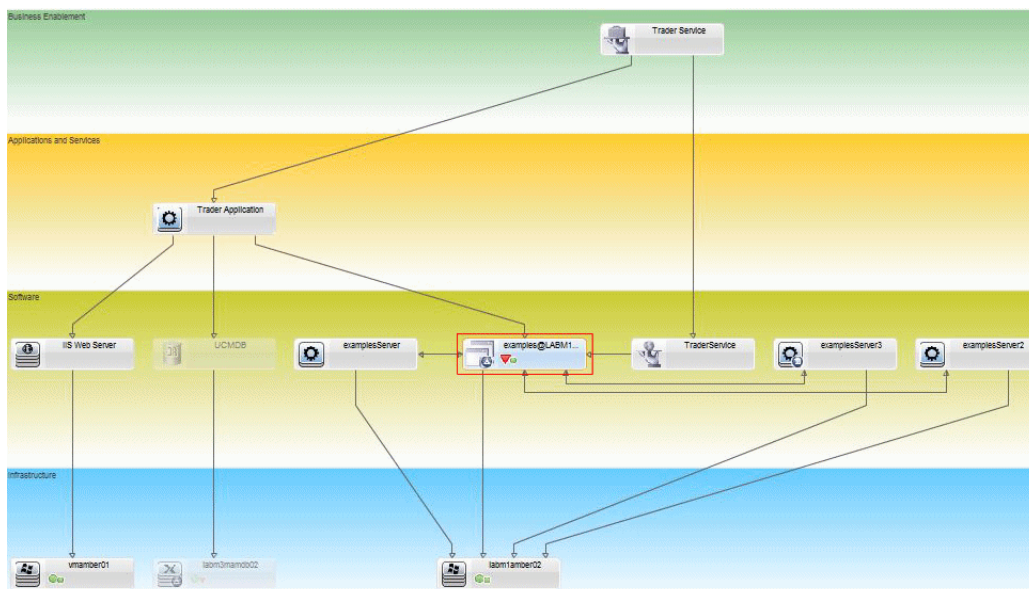 Business Enablement
Trader Service
Applications and Services
Trader Application
Software
IIS Web Server
UCMDB
examplesServer
examples@LABM1...
TraderService
examplesServer3
examplesServer2
Infrastructure
vmamber01
labm3mamdb02
labm1amber02